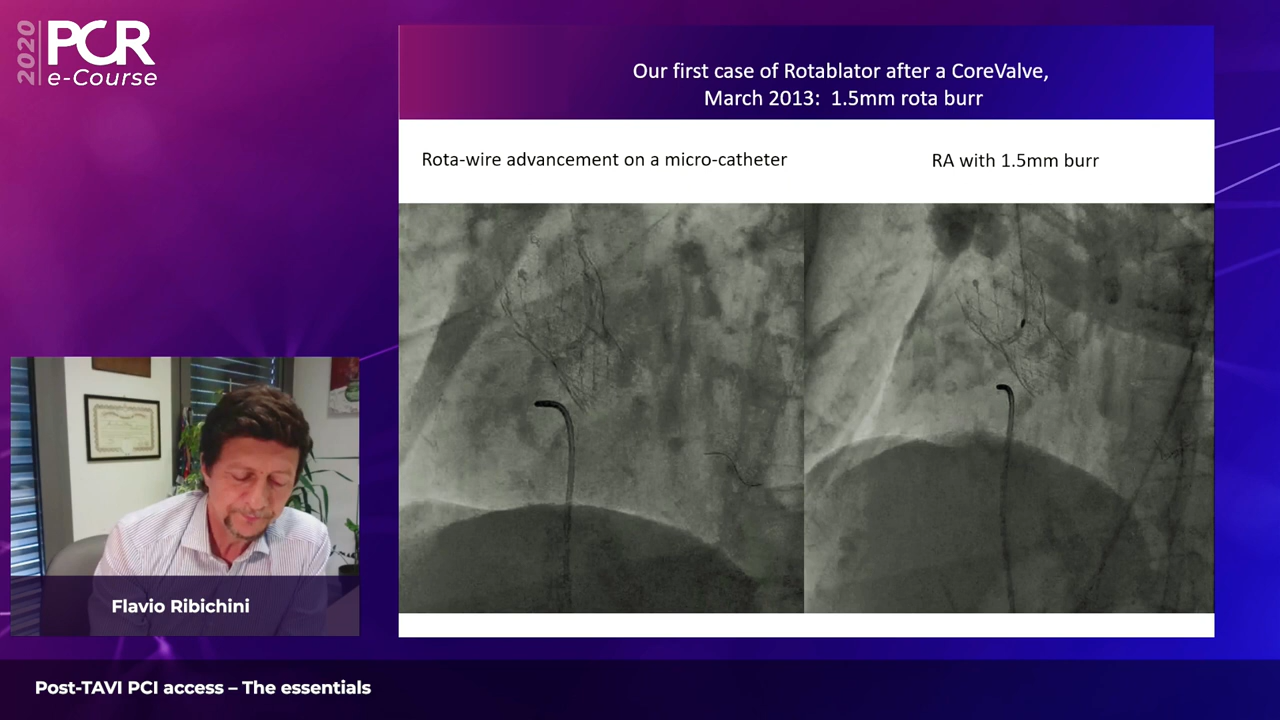 2020
PCR
e-Course
Our first case of Rotablator after a CoreValve,
March 2013:  1.5mm rota burr
Rota-wire advancement on a micro-catheter
RA with 1.5mm burr
Flavio Ribichini
Post-TAVI PCI access – The essentials